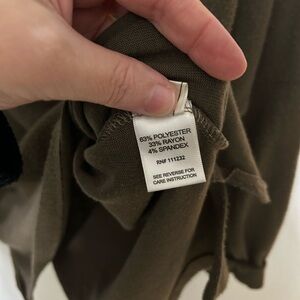 63% POLYESTER
33% RAYON
4% SPANDEX
RN# 111232
SEE REVERSE FOR
CARE INSTRUCTION